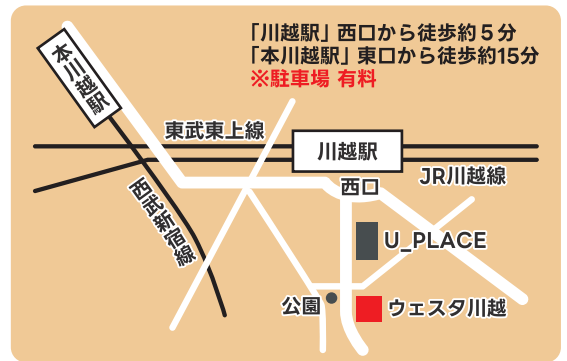 「川越駅」西口から徒歩約5分
「本川越駅」東口から徒歩約15分
※駐車場 有料
本川越駅
東武東上線
川越駅
JR川越線
西口
西武新宿線
U_PLACE
公園
ウェスタ川越